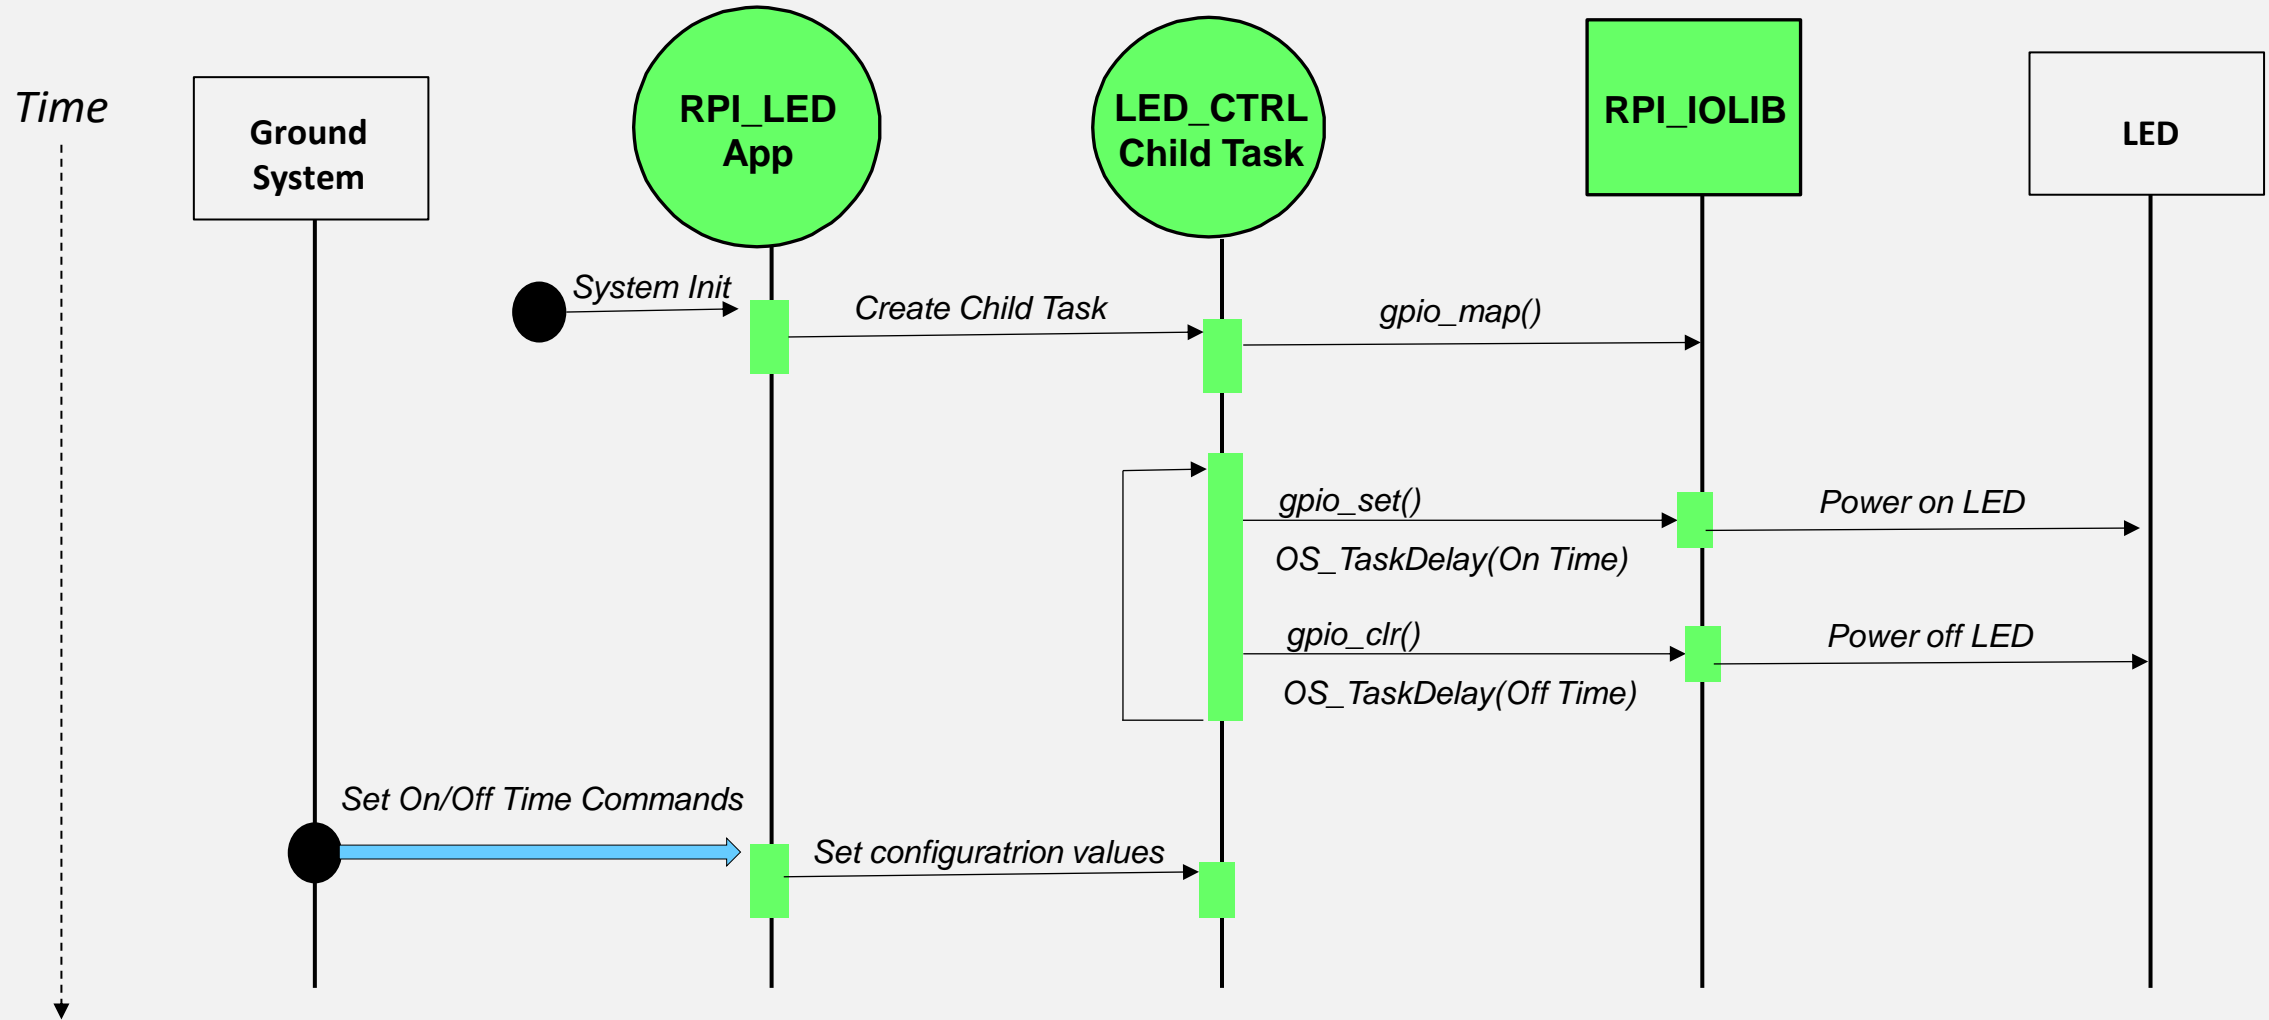 Time
Ground
System
RPI_LED
App
LED_CTRL
Child Task
RPI_IOLIB
LED
System Init
Create Child Task
gpio_map()
gpio_set()
Power on LED
OS_TaskDelay(On Time)
gpio_clr()
Power off LED
OS_TaskDelay(Off Time)
Set On/Off Time Commands
Set configuratrion values